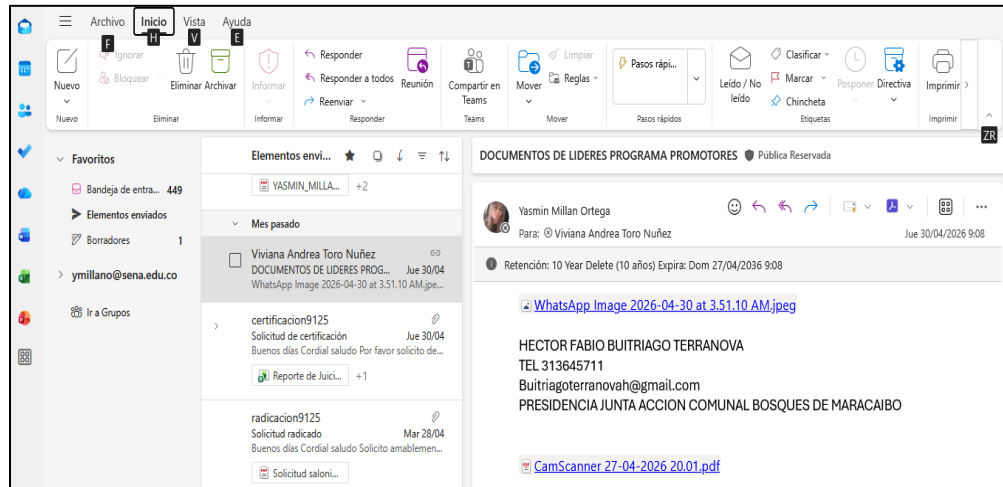 Archivo Inicio Vista Ayuda
F H V E
Nuevo
Ignorar
Bloquear
Eliminar Archivar
Informar
Responder
Responder a todos
Reenviar
Reunión
Compartir en
Teams
Mover
Limpiar
Reglas
Pasos rápi...
Leído / No
leído
Clasificar
Marcar
Chincheta
Posponer
Directiva
Imprimir
Nuevo Eliminar Informar Responder Teams Mover Pasos rápidos Etiquetas Imprimir
ZR
Favoritos
Bandeja de entra... 449
Elementos enviados
Borradores 1
ymillano@sena.edu.co
Ir a Grupos
Elementos envi...
YASMIN_MILLA... +2
Mes pasado
Viviana Andrea Toro Nuñez
DOCUMENTOS DE LIDERES PROG... Jue 30/04
WhatsApp Image 2026-04-30 at 3.51.10 AM.jpe...
certificacion9125
Solicitud de certificación Jue 30/04
Buenos días Cordial saludo Por favor solicito de...
Reporte de Juici... +1
radicacion9125
Solicitud radicado Mar 28/04
Buenos días Cordial saludo Solicito amablemen...
Solicitud saloni...
DOCUMENTOS DE LIDERES PROGRAMA PROMOTORES Pública Reservada
Yasmin Millan Ortega
Para: Viviana Andrea Toro Nuñez Jue 30/04/2026 9:08
Retención: 10 Year Delete (10 años) Expira: Dom 27/04/2036 9:08
WhatsApp Image 2026-04-30 at 3.51.10 AM.jpeg
HECTOR FABIO BUITRIAGO TERRANOVA
TEL 313645711
Buitriagoterranovah@gmail.com
PRESIDENCIA JUNTA ACCION COMUNAL BOSQUES DE MARACAIBO
CamScanner 27-04-2026 20.01.pdf